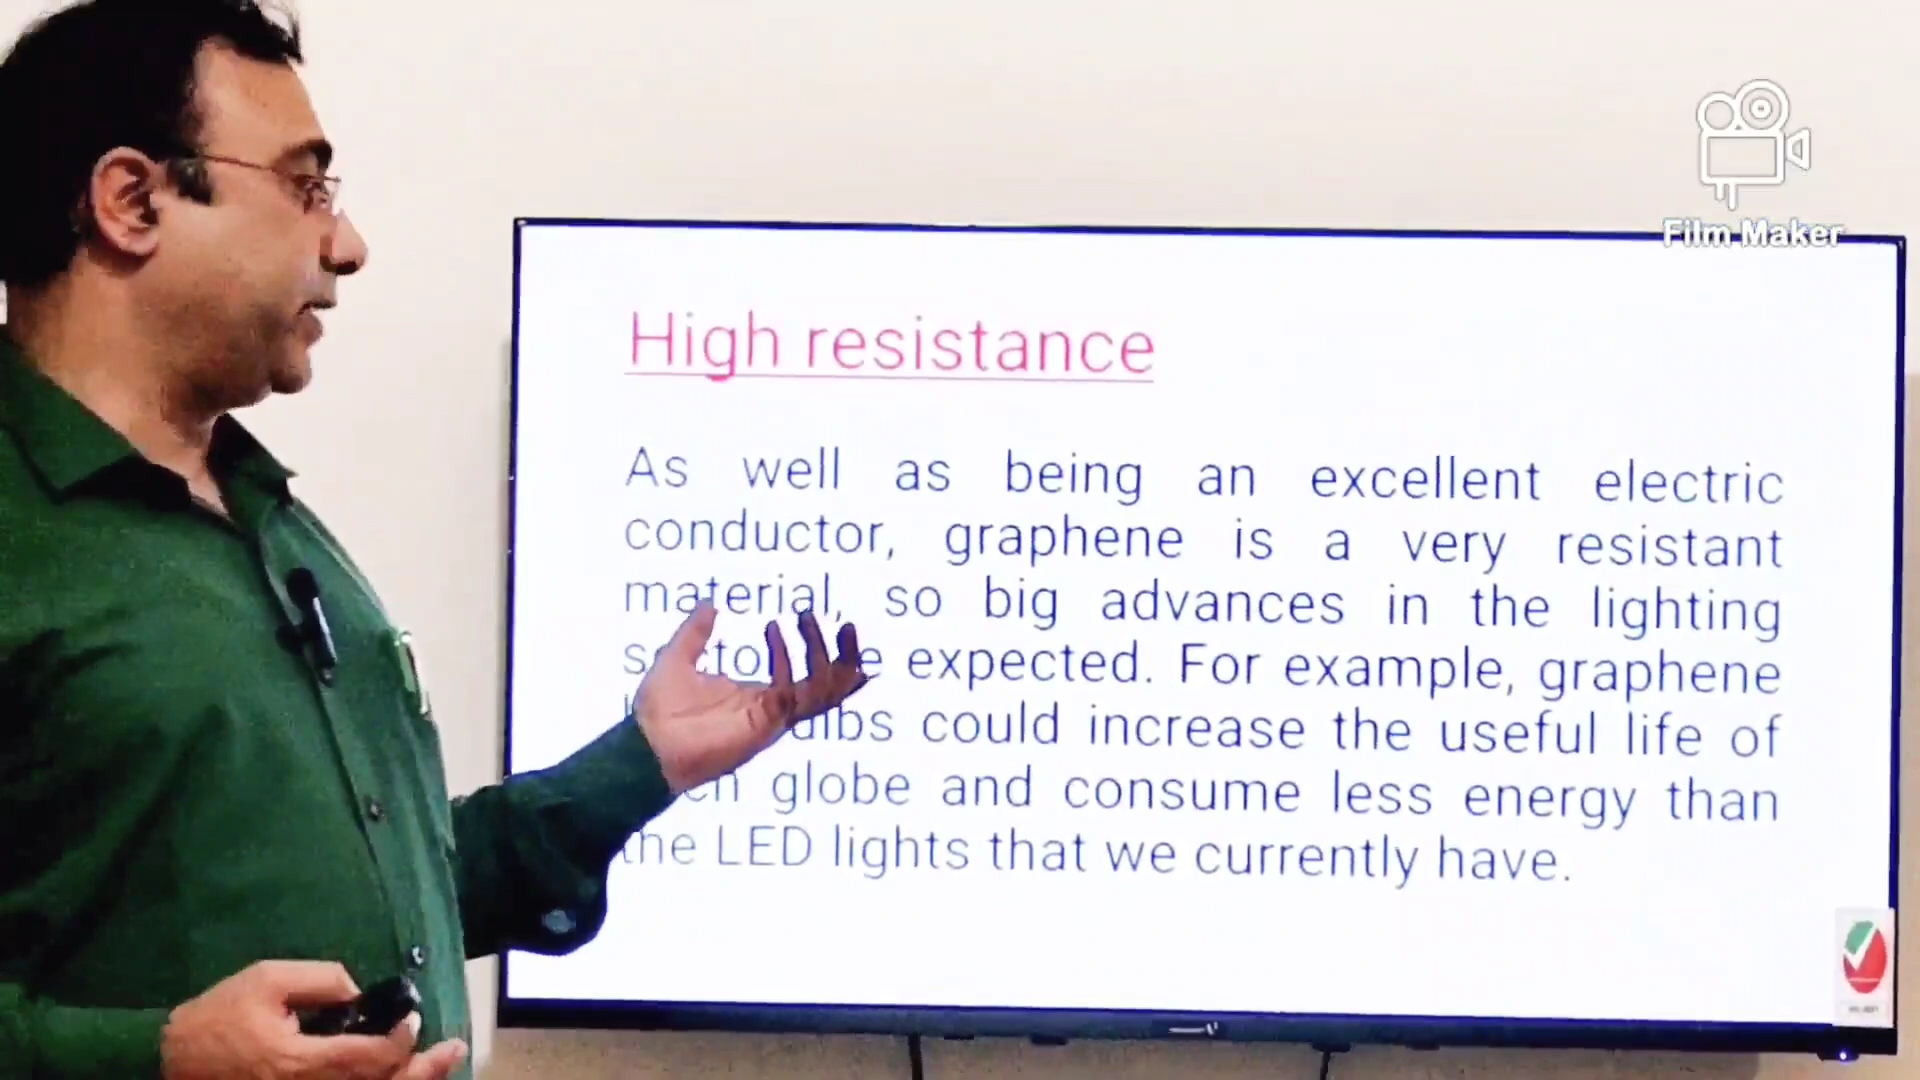 Film Maker
High resistance
As well as being an excellent electric
conductor, graphene is a very resistant
material, so big advances in the lighting
expected. For example, graphene
could increase the useful life of
globe and consume less energy than
the LED lights that we currently have.